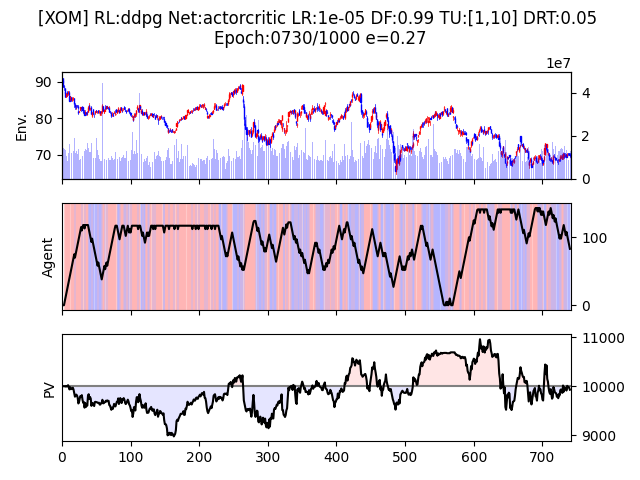 [XOM] RL:ddpg Net:actorcritic LR:1e-05 DF:0.99 TU:[1,10] DRT:0.05
Epoch:0730/1000 e=0.27
1e7
90
80
70
Env.
4
2
0
Agent
100
0
PV
11000
10000
9000
0 100 200 300 400 500 600 700